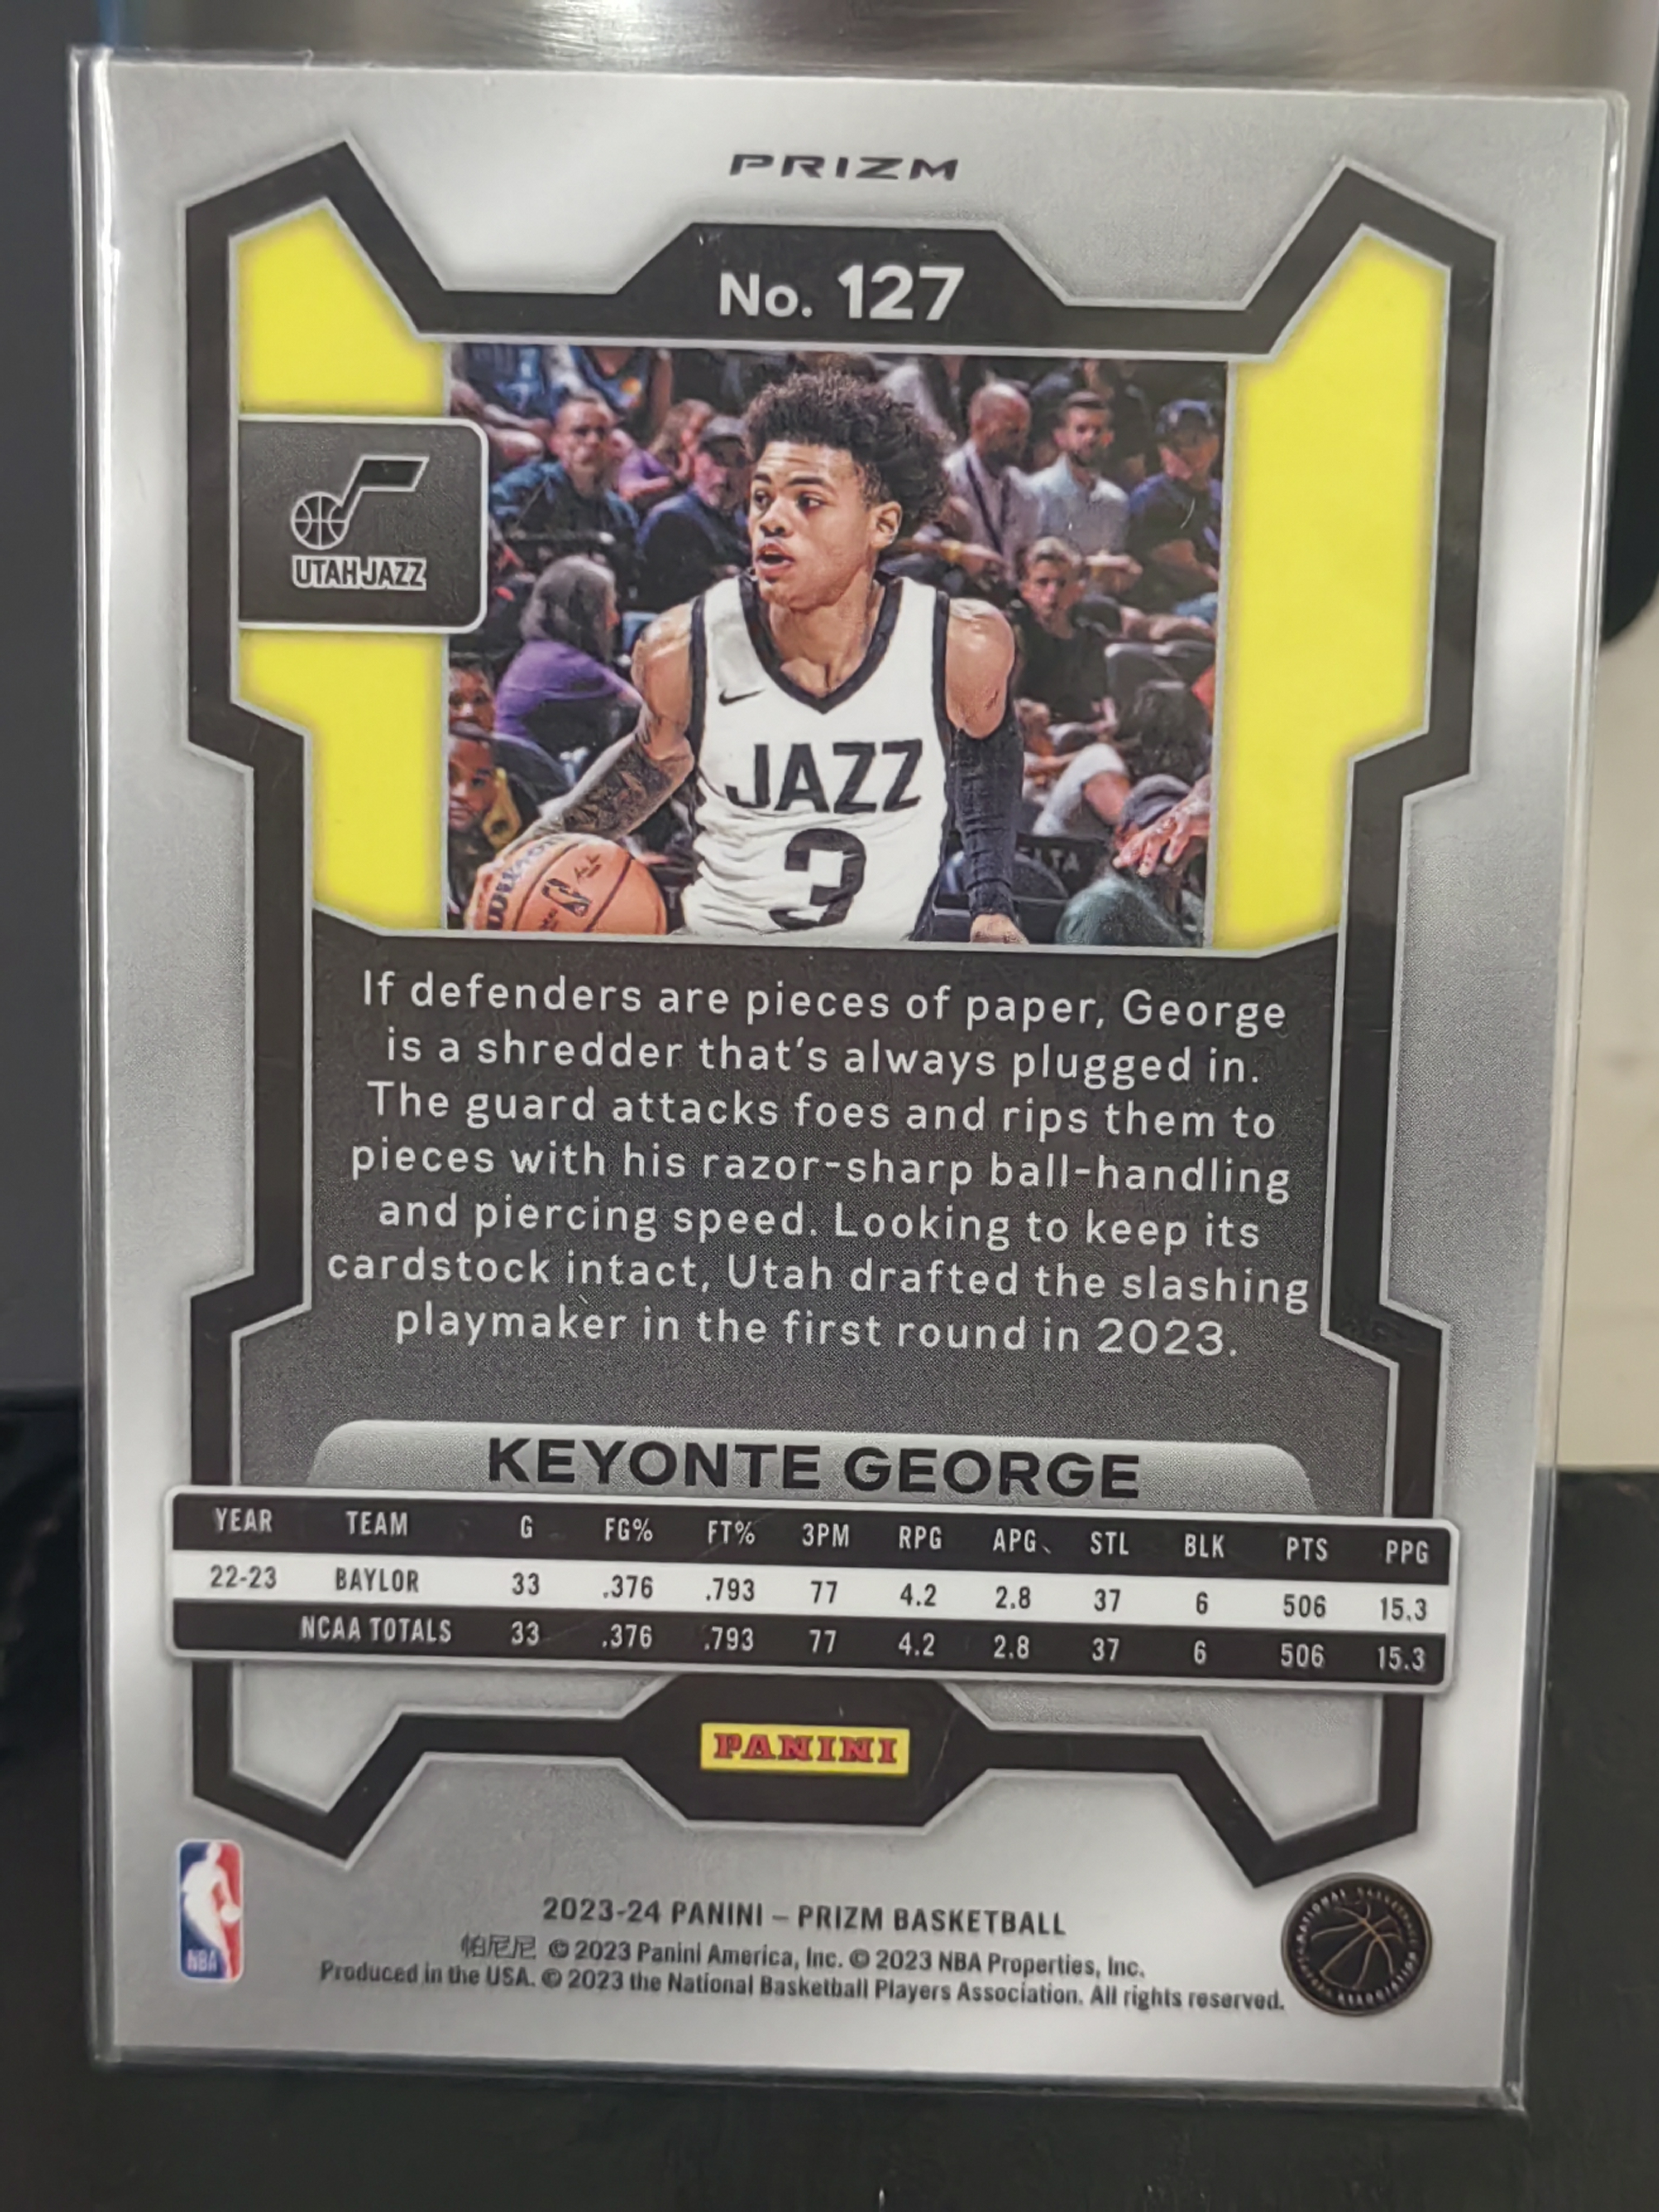 PRIZM
No. 127
UTAH JAZZ
JAZZ
3
If defenders are pieces of paper, George
is a shredder that's always plugged in.
The guard attacks foes and rips them to
pieces with his razor-sharp ball-handling
and piercing speed. Looking to keep its
cardstock intact, Utah drafted the slashing
playmaker in the first round in 2023.
KEYONTE GEORGE
YEAR TEAM G FG% FT% 3PM RPG APG STL BLK PTS PPG
22-23 BAYLOR 33 .376 .793 77 4.2 2.8 37 6 506 15.3
NCAA TOTALS 33 .376 .793 77 4.2 2.8 37 6 506 15.3
PANINI
NBA
2023-24 PANINI – PRIZM BASKETBALL
帕尼尼 © 2023 Panini America, Inc. © 2023 NBA Properties, Inc.
Produced in the USA. © 2023 the National Basketball Players Association. All rights reserved.